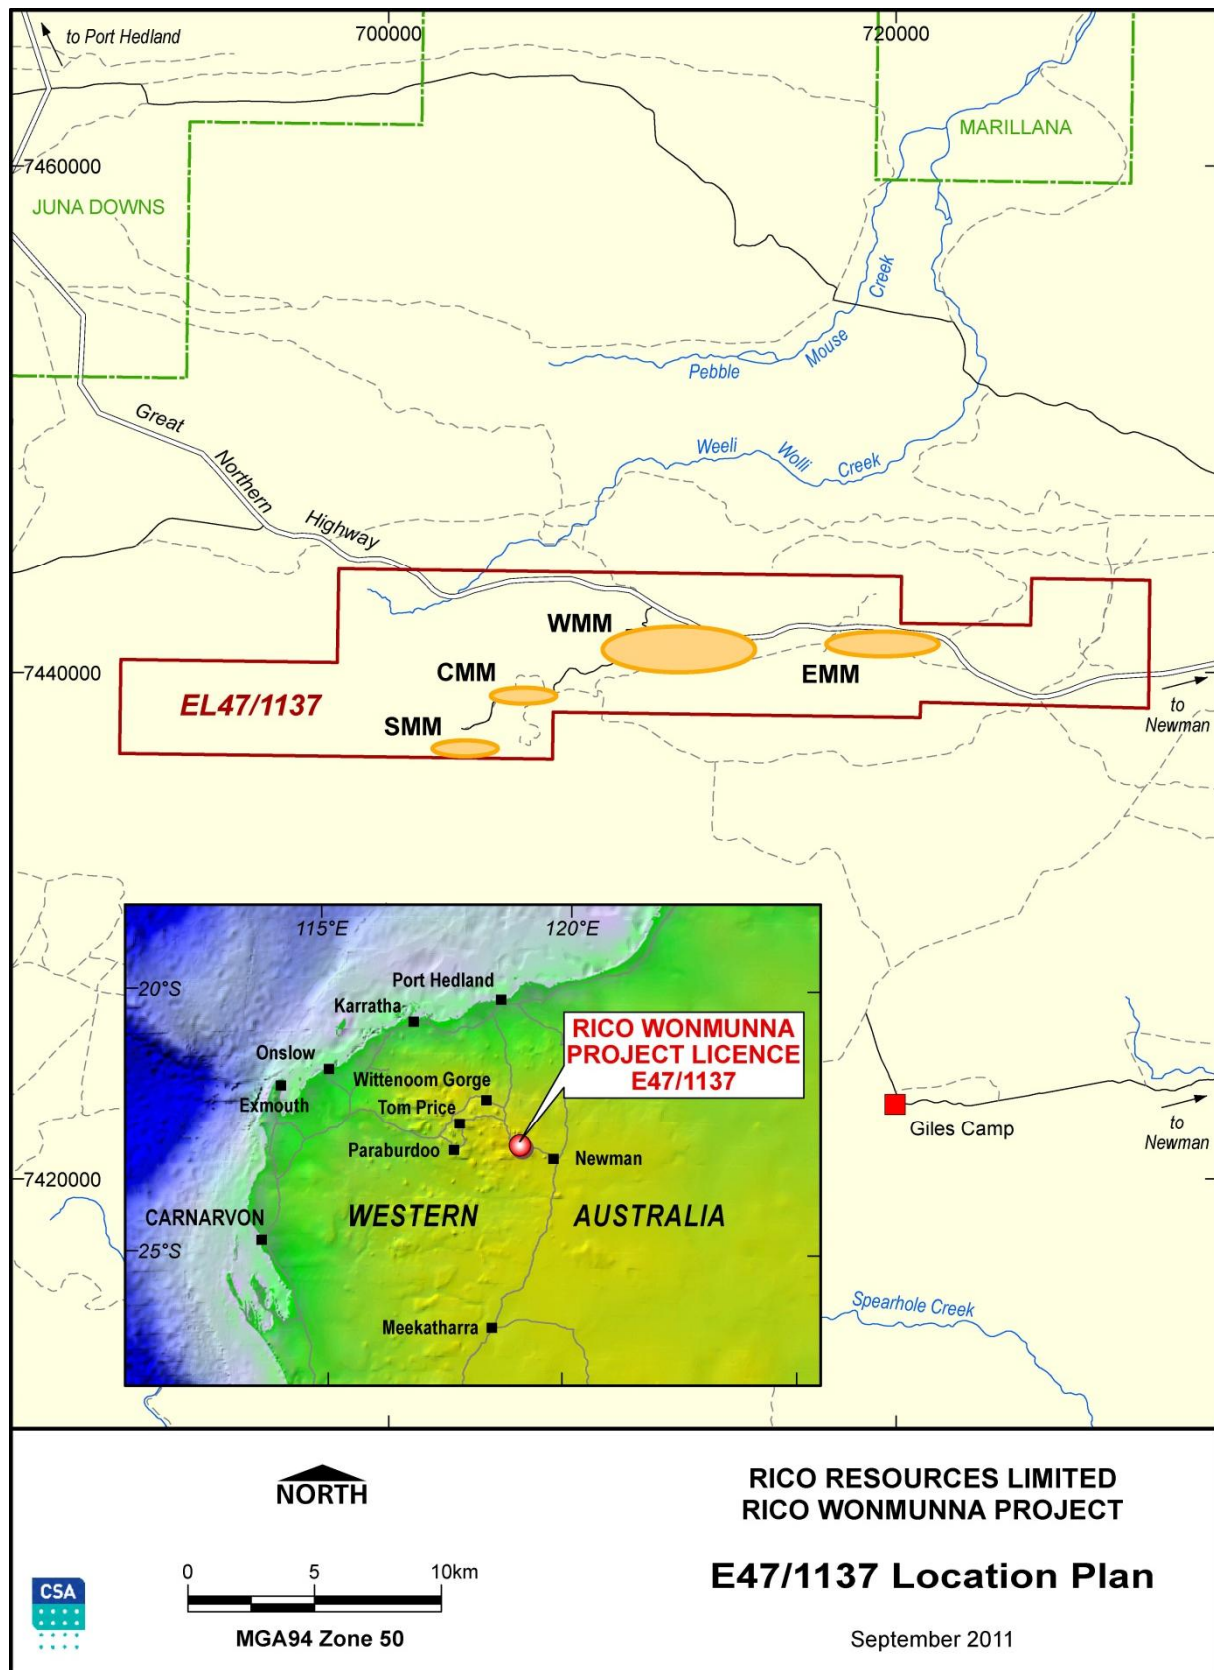 to Port Hedland
700000
720000
MARILLANA
7460000
JUNA DOWNS
Creek
Mouse
Pebble
Great
Northern
Highway
Weeli
Wolli
Creek
WMM
EMM
CMM
SMM
7440000
EL47/1137
to
Newman
115°E
120°E
20°S
Port Hedland
Karratha
Onslow
Exmouth
Wittenoom Gorge
Tom Price
Paraburdoo
RICO WONMUNNA
PROJECT LICENCE
E47/1137
Newman
Giles Camp
to
Newman
7420000
CARNARVON
WESTERN AUSTRALIA
25°S
Meekatharra
Spearhole Creek
NORTH
0 5 10km
MGA94 Zone 50
CSA
RICO RESOURCES LIMITED
RICO WONMUNNA PROJECT
E47/1137 Location Plan
September 2011